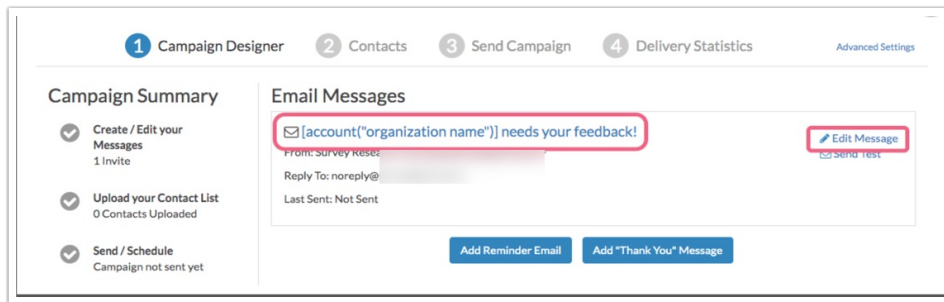 1 Campaign Designer 2 Contacts 3 Send Campaign 4 Delivery Statistics Advanced Settings
Campaign Summary
Create / Edit your
Messages
1 Invite
Upload your Contact List
0 Contacts Uploaded
Send / Schedule
Campaign not sent yet
Email Messages
[account("organization name")] needs your feedback!
From: Survey
Reply To: noreply@
Last Sent: Not Sent
Edit Message
Send Test
Add Reminder Email Add "Thank You" Message